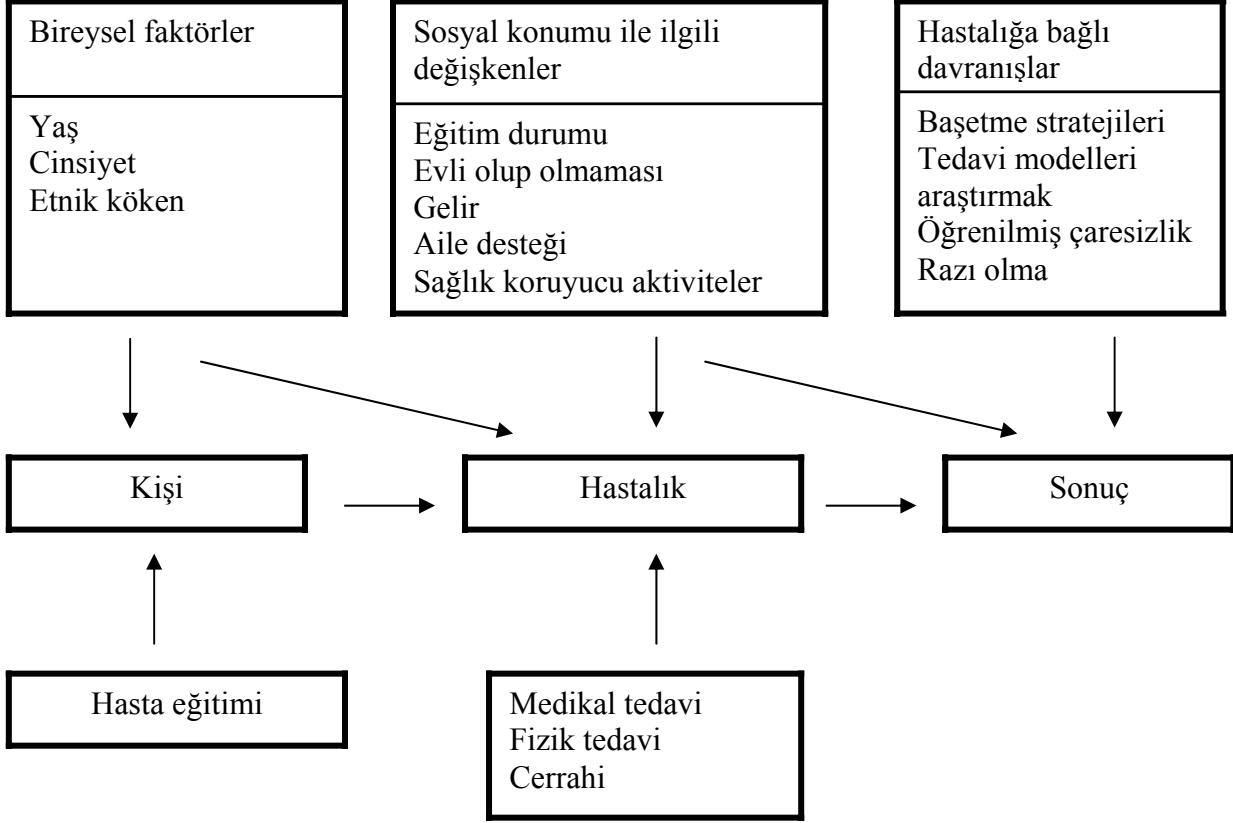 Bireysel faktörler
Yaş
Cinsiyet
Etnik köken
Sosyal konumu ile ilgili
değişkenler
Eğitim durumu
Evli olup olmaması
Gelir
Aile desteği
Sağlık koruyucu aktiviteler
Hastalığa bağlı
davranışlar
Başetme stratejileri
Tedavi modelleri
araştırmak
Öğrenilmiş çaresizlik
Razı olma
Kişi
Hastalık
Sonuç
Hasta eğitimi
Medikal tedavi
Fizik tedavi
Cerrahi